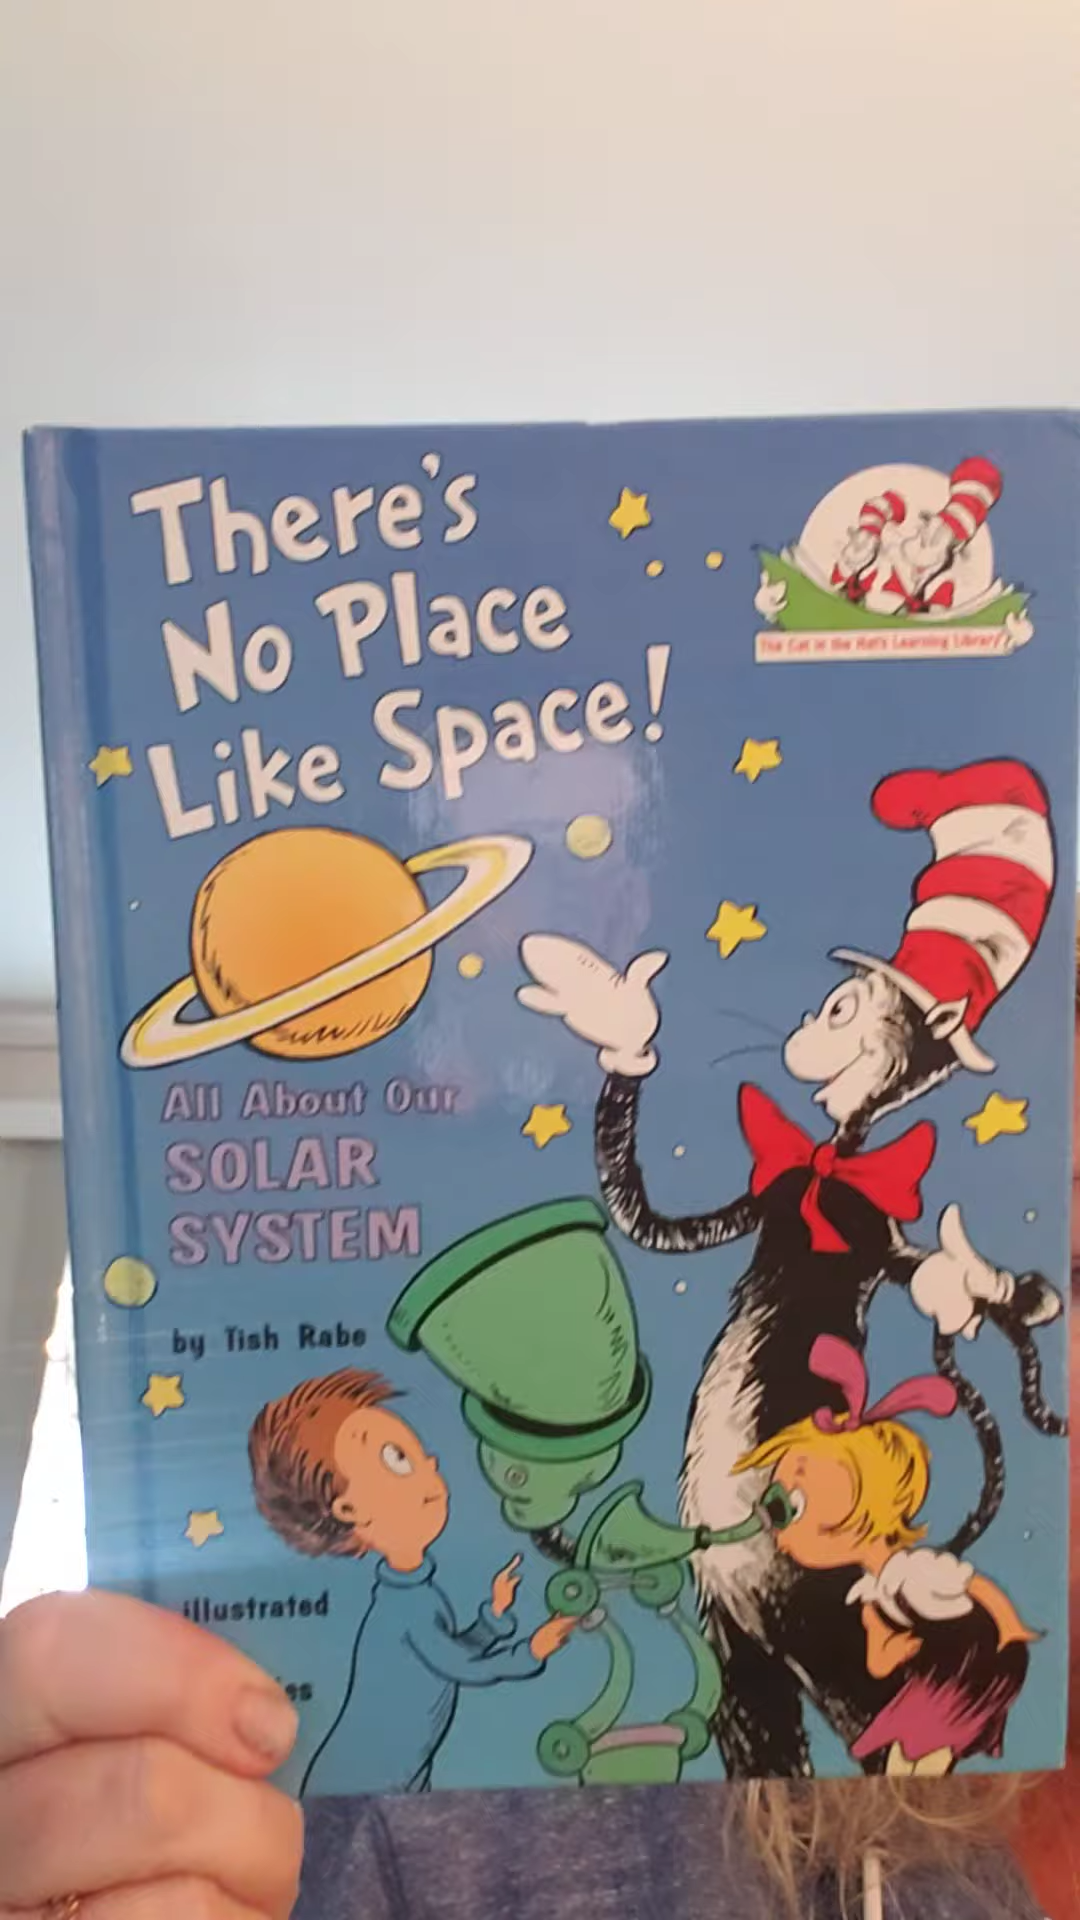 There's
No Place
Like Space!
The Cat in the Hat's Learning Library
All About Our
SOLAR
SYSTEM
by Tish Rabe
illustrated